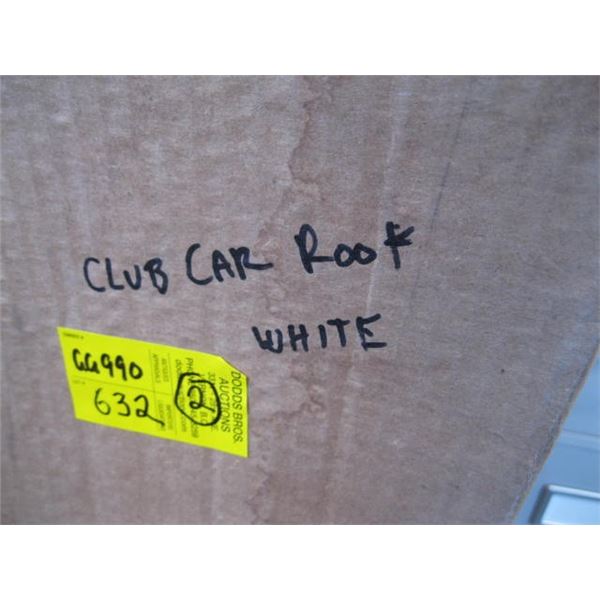 CLUB CAR ROOF
WHITE
GG990
632
2
DODDS BROS.
AUCTIONS